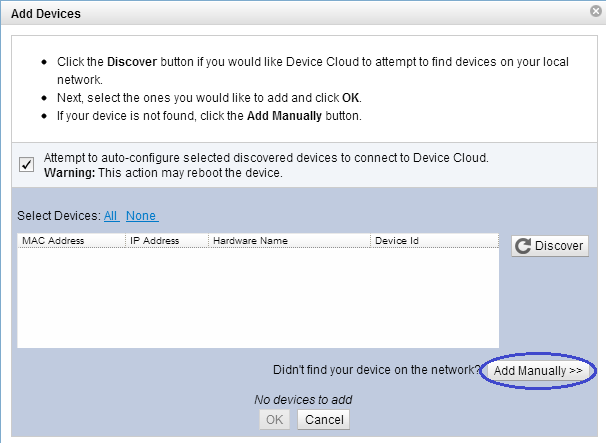 Add Devices
Click the Discover button if you would like Device Cloud to attempt to find devices on your local
network.
Next, select the ones you would like to add and click OK.
If your device is not found, click the Add Manually button.
Attempt to auto-configure selected discovered devices to connect to Device Cloud.
Warning: This action may reboot the device.
Select Devices: All None
MAC Address IP Address Hardware Name Device Id
Discover
Didn't find your device on the network? Add Manually >>
No devices to add
OK Cancel